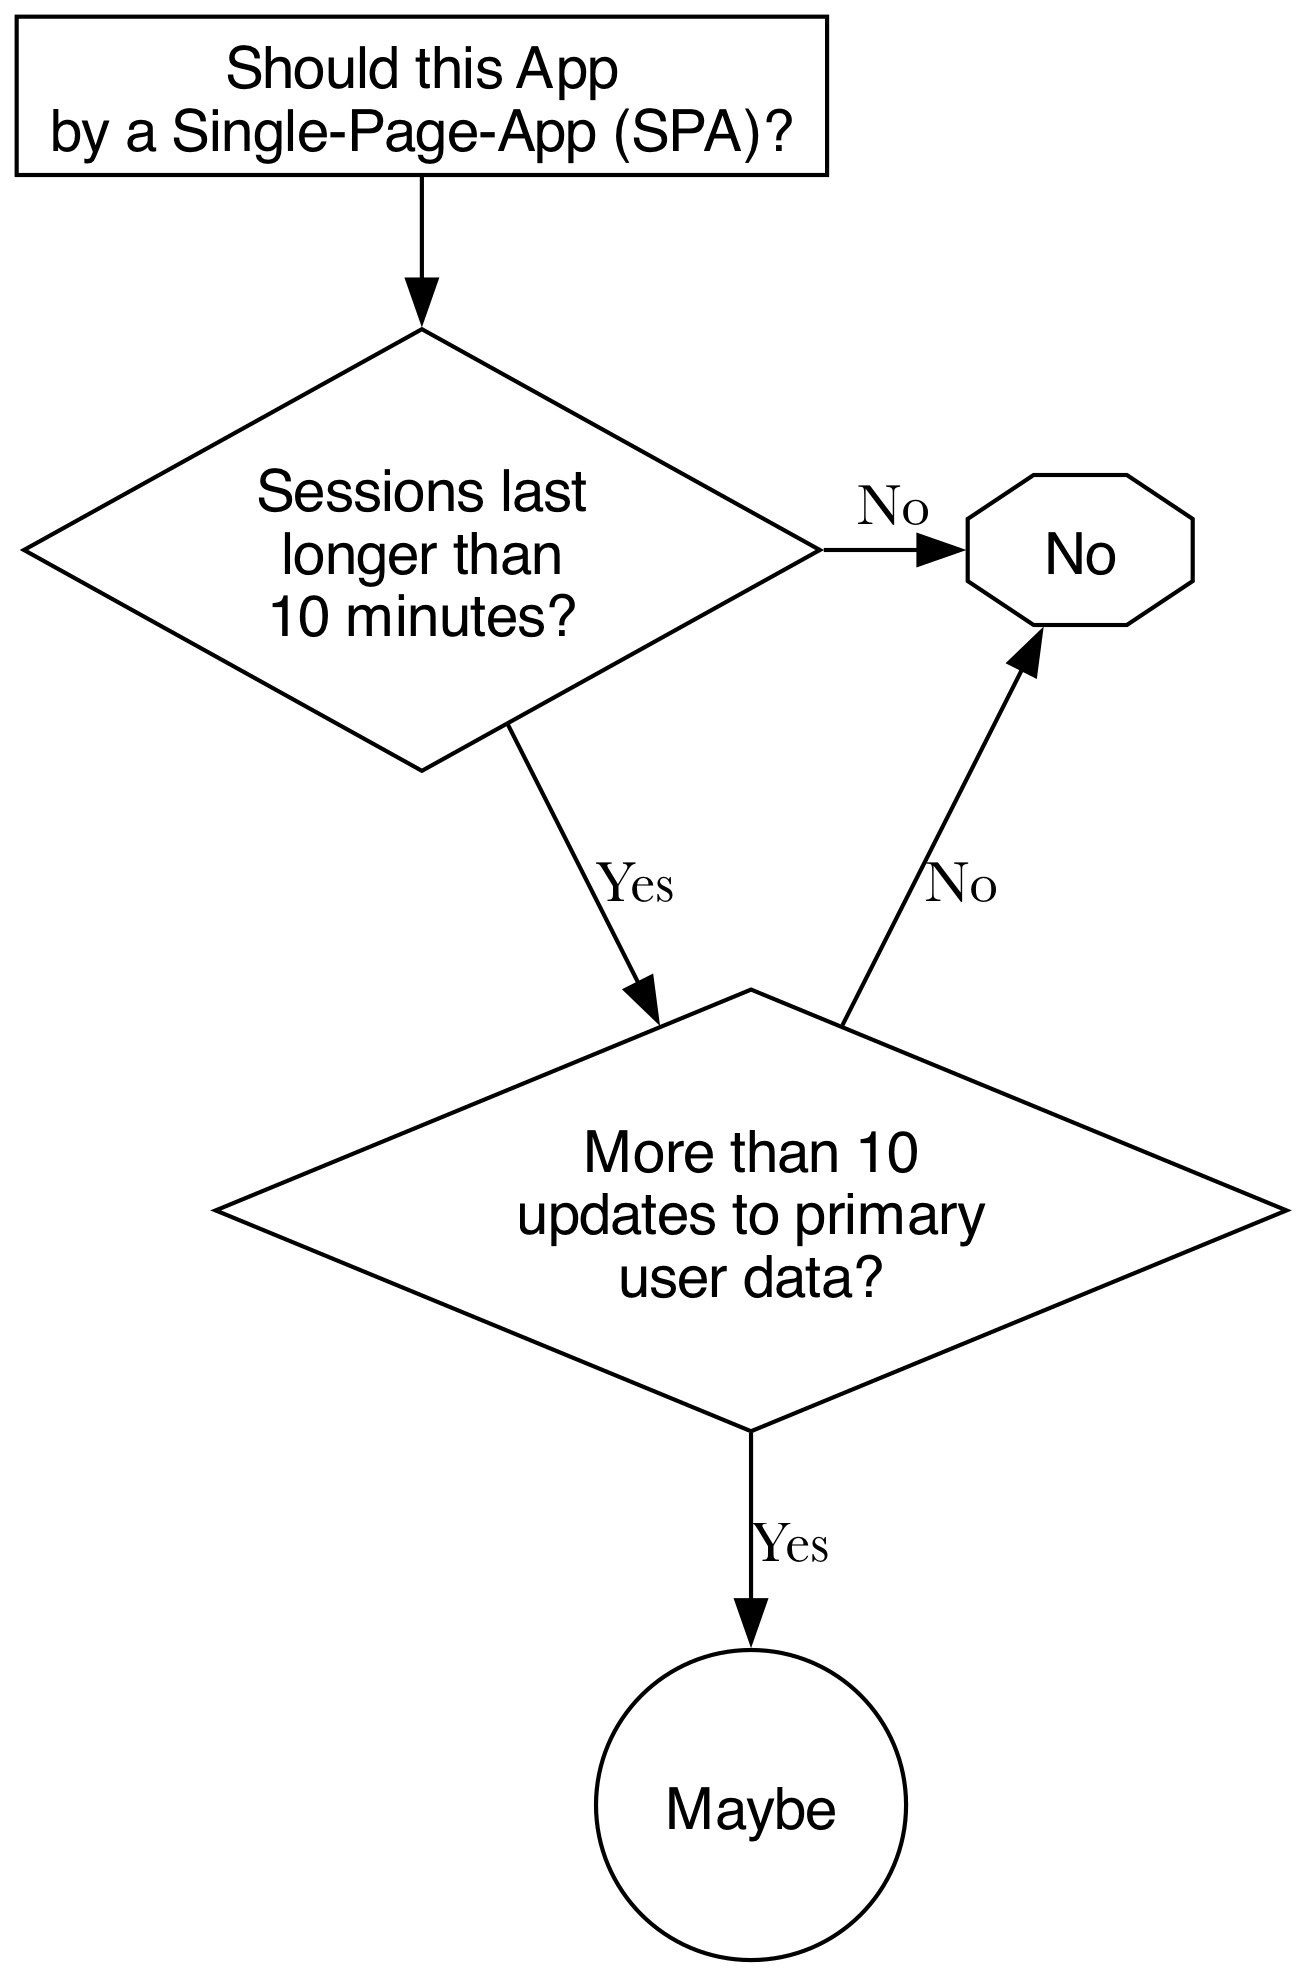 Should this App
by a Single-Page-App (SPA)?
Sessions last
longer than
10 minutes?
No
No
Yes
No
More than 10
updates to primary
user data?
Yes
Maybe